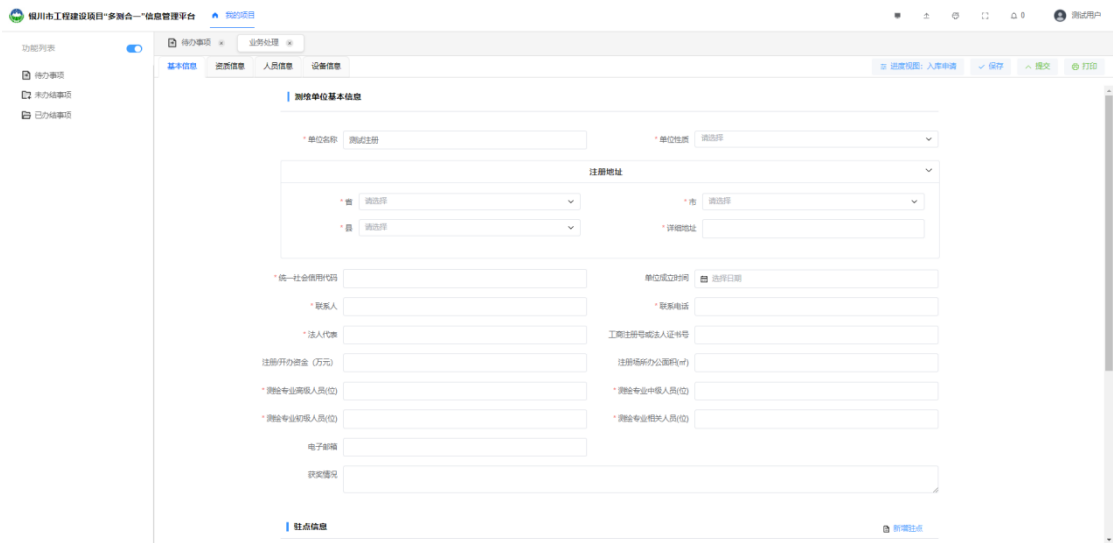 银川市工程建设项目“多测合一”信息管理平台 我的项目 0 测试用户
功能列表 待办事项 业务处理
待办事项
未办结事项
已办结事项
基本信息 资质信息 人员信息 设备信息 进度视图：入库申请 保存 提交 打印
测绘单位基本信息
* 单位名称 测试注册 * 单位性质 请选择
注册地址
* 省 请选择 * 市 请选择
* 县 请选择 * 详细地址
* 统一社会信用代码 单位成立时间 选择日期
* 联系人 * 联系电话
* 法人代表 工商注册号或法人证书号
注册/开办资金（万元） 注册场所办公面积(㎡)
* 测绘专业高级人员(位) * 测绘专业中级人员(位)
* 测绘专业初级人员(位) * 测绘专业相关人员(位)
电子邮箱
获奖情况
驻点信息 新增驻点